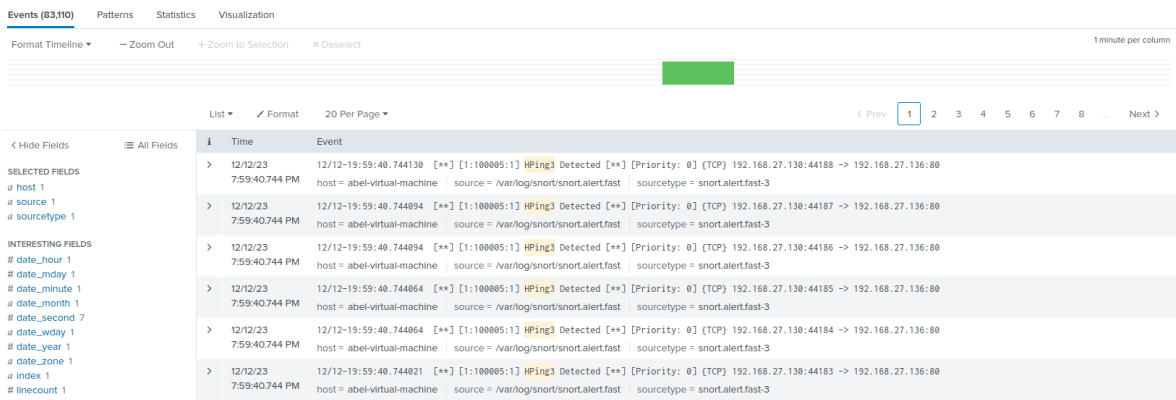 Events (83,110) Patterns Statistics Visualization
Format Timeline — Zoom Out + Zoom to Selection × Deselect 1 minute per column
List Format 20 Per Page < Prev 1 2 3 4 5 6 7 8 ... Next >
< Hide Fields All Fields
SELECTED FIELDS
a host 1
a source 1
a sourcetype 1
INTERESTING FIELDS
# date_hour 1
# date_mday 1
# date_minute 1
a date_month 1
# date_second 7
a date_wday 1
# date_year 1
a date_zone 1
a index 1
# linecount 1
i Time Event
> 12/12/23 12/12-19:59:40.744130 [**] [1:100005:1] HPing3 Detected [**] [Priority: 0] {TCP} 192.168.27.130:44188 -> 192.168.27.136:80
7:59:40.744 PM host = abel-virtual-machine source = /var/log/snort/snort.alert.fast sourcetype = snort.alert.fast-3
> 12/12/23 12/12-19:59:40.744094 [**] [1:100005:1] HPing3 Detected [**] [Priority: 0] {TCP} 192.168.27.130:44187 -> 192.168.27.136:80
7:59:40.744 PM host = abel-virtual-machine source = /var/log/snort/snort.alert.fast sourcetype = snort.alert.fast-3
> 12/12/23 12/12-19:59:40.744094 [**] [1:100005:1] HPing3 Detected [**] [Priority: 0] {TCP} 192.168.27.130:44186 -> 192.168.27.136:80
7:59:40.744 PM host = abel-virtual-machine source = /var/log/snort/snort.alert.fast sourcetype = snort.alert.fast-3
> 12/12/23 12/12-19:59:40.744064 [**] [1:100005:1] HPing3 Detected [**] [Priority: 0] {TCP} 192.168.27.130:44185 -> 192.168.27.136:80
7:59:40.744 PM host = abel-virtual-machine source = /var/log/snort/snort.alert.fast sourcetype = snort.alert.fast-3
> 12/12/23 12/12-19:59:40.744064 [**] [1:100005:1] HPing3 Detected [**] [Priority: 0] {TCP} 192.168.27.130:44184 -> 192.168.27.136:80
7:59:40.744 PM host = abel-virtual-machine source = /var/log/snort/snort.alert.fast sourcetype = snort.alert.fast-3
> 12/12/23 12/12-19:59:40.744021 [**] [1:100005:1] HPing3 Detected [**] [Priority: 0] {TCP} 192.168.27.130:44183 -> 192.168.27.136:80
7:59:40.744 PM host = abel-virtual-machine source = /var/log/snort/snort.alert.fast sourcetype = snort.alert.fast-3